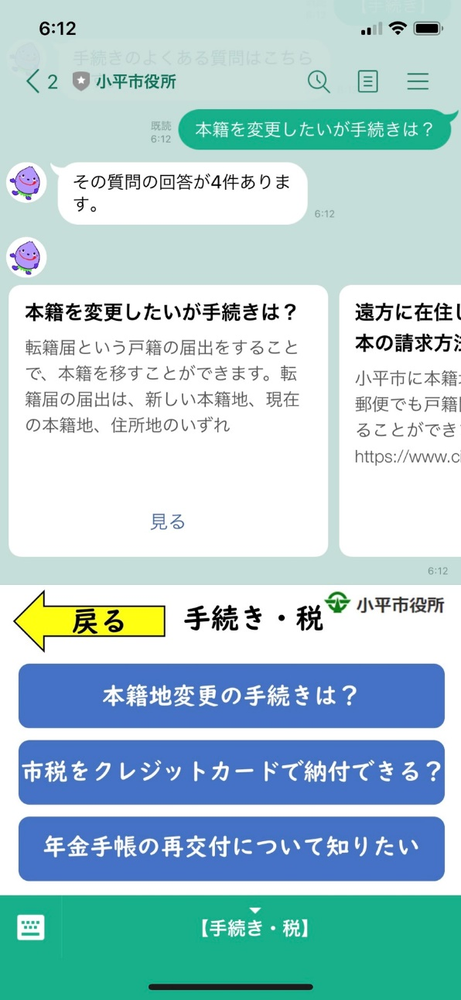 6:12
【手続き】
手続きのよくある質問はこちら
2
小平市役所
既読
6:12
本籍を変更したいが手続きは？
その質問の回答が4件ありま
す。
6:12
本籍を変更したいが手続きは？
転籍届という戸籍の届出をすること
で、本籍を移すことができます。転
籍届の届出は、新しい本籍地、現在
の本籍地、住所地のいずれ
見る
遠方に在住し
本の請求方法
小平市に本籍地
郵便でも戸籍
ることができ
https://www.ci
6:12
戻る
手続き・税
小平市役所
本籍地変更の手続きは？
市税をクレジットカードで納付できる？
年金手帳の再交付について知りたい
【手続き・税】